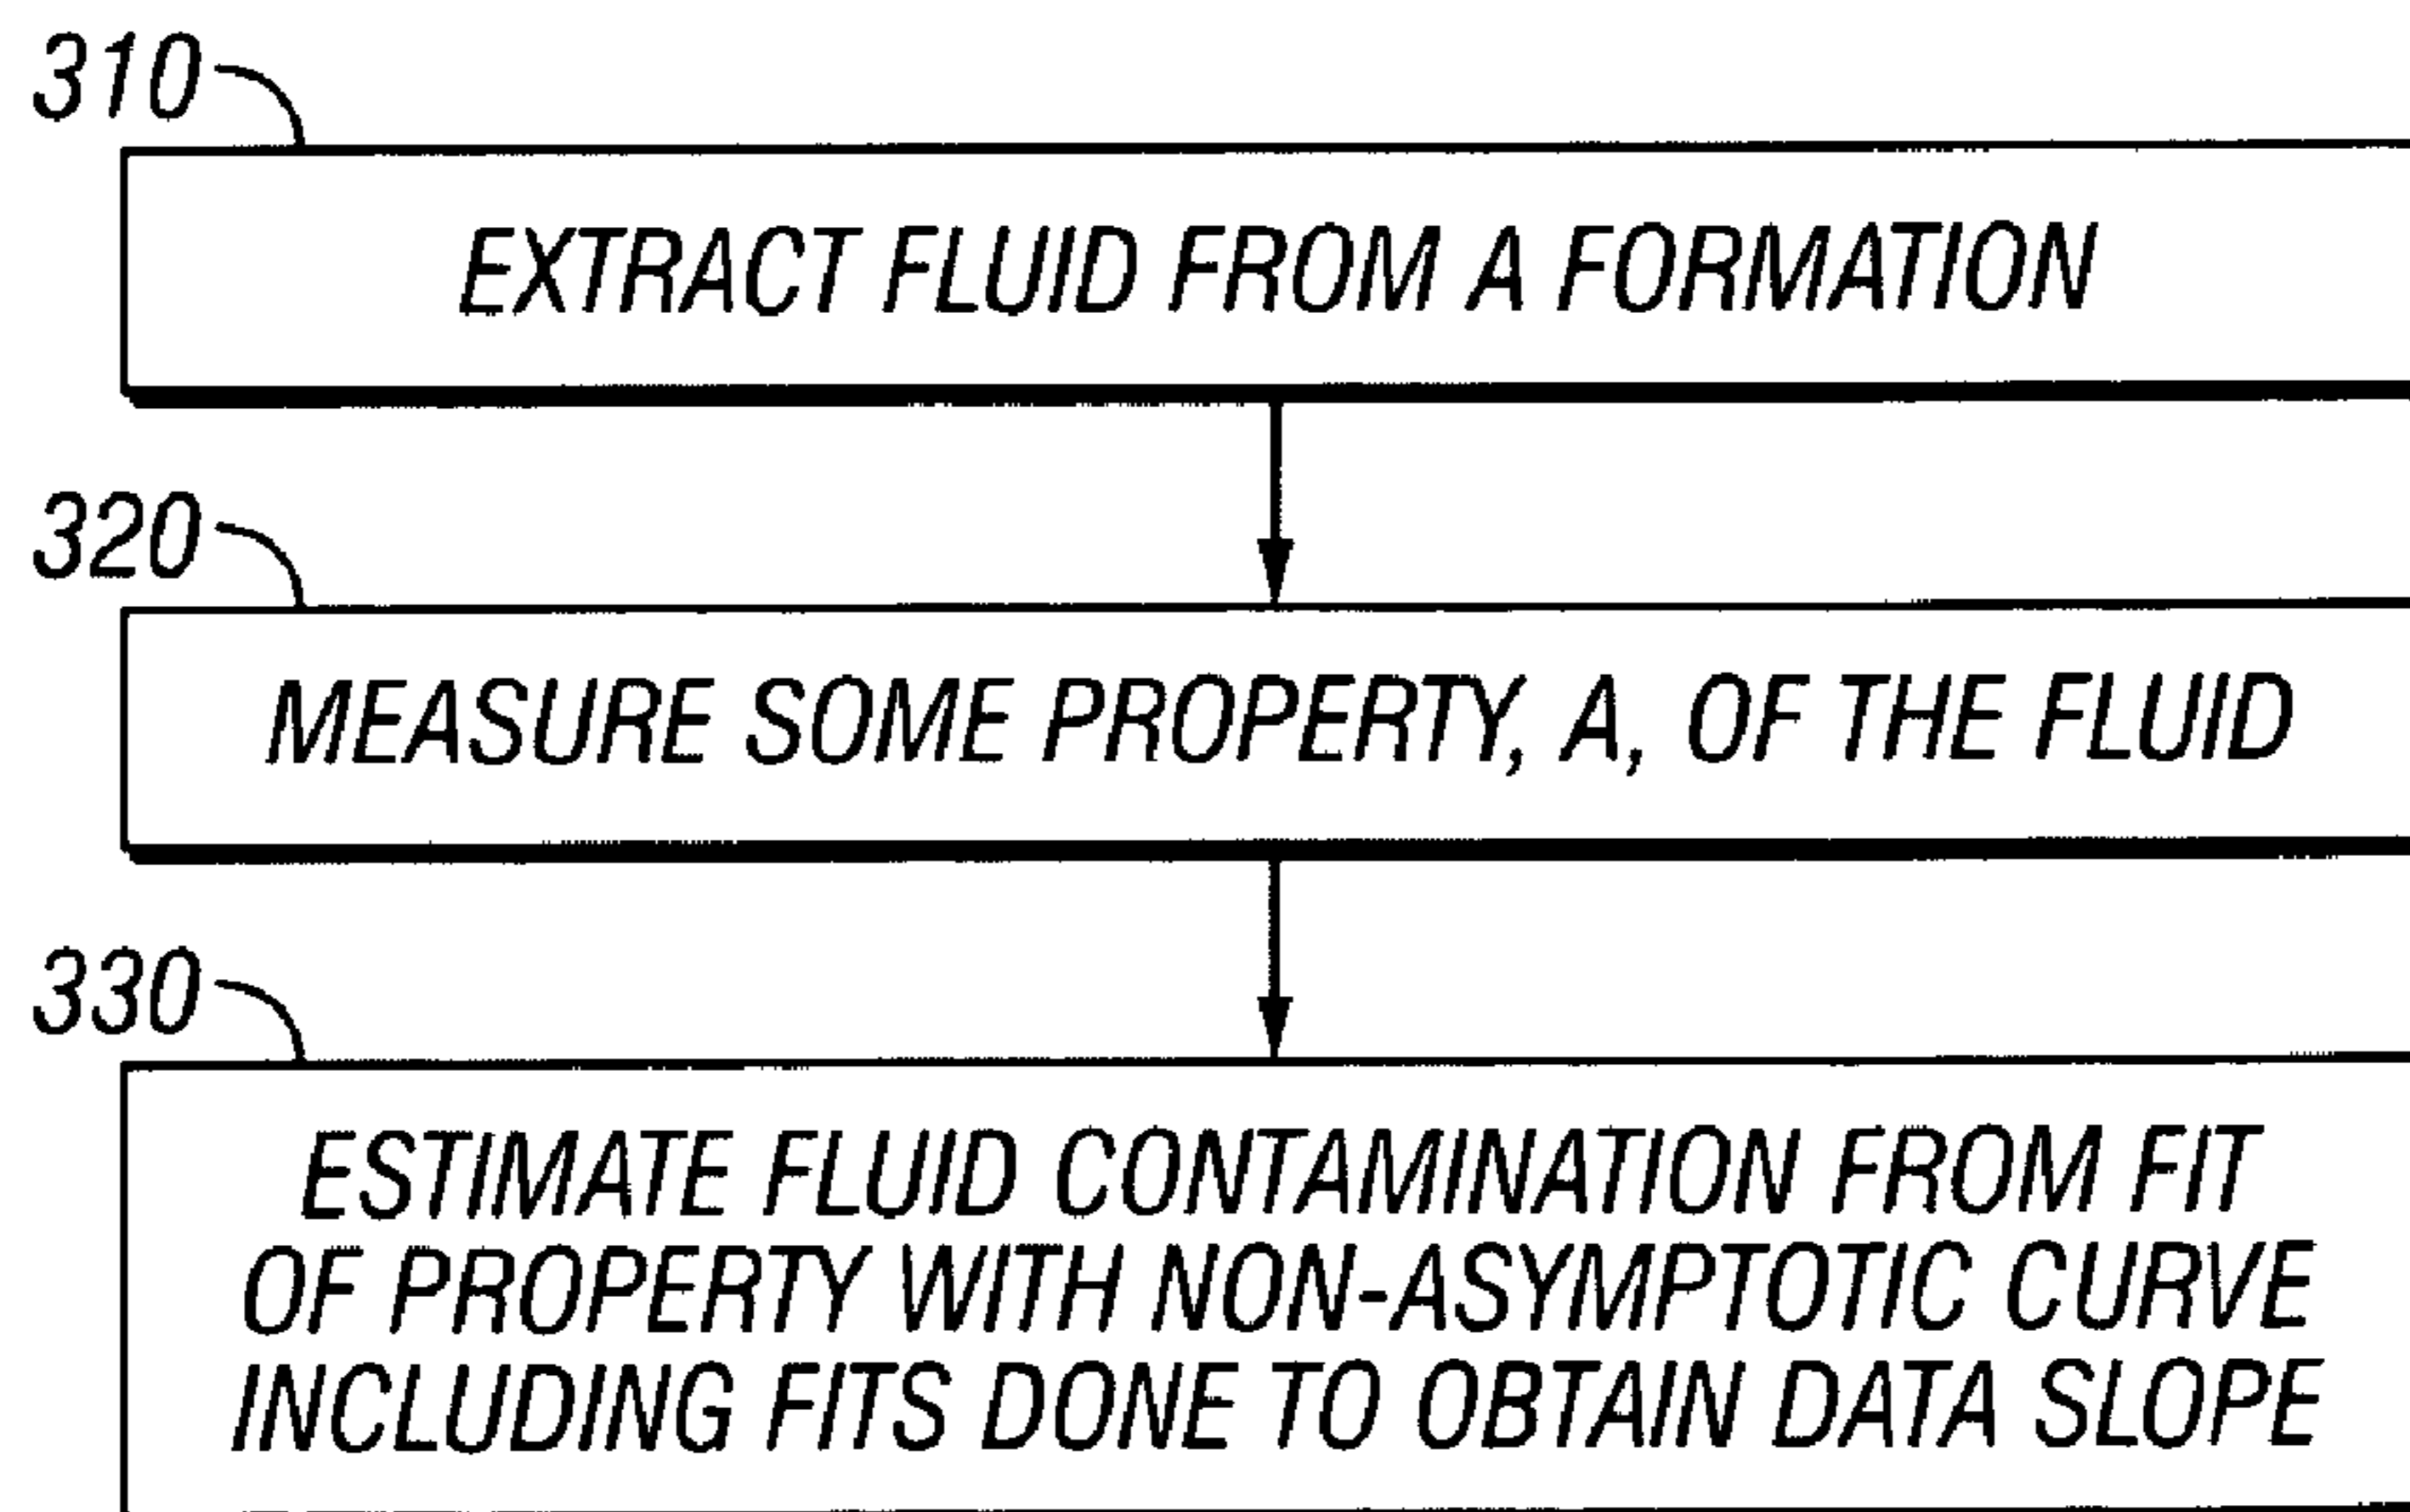 310
EXTRACT FLUID FROM A FORMATION
320
MEASURE SOME PROPERTY, A, OF THE FLUID
330
ESTIMATE FLUID CONTAMINATION FROM FIT
OF PROPERTY WITH NON-ASYMPTOTIC CURVE
INCLUDING FITS DONE TO OBTAIN DATA SLOPE